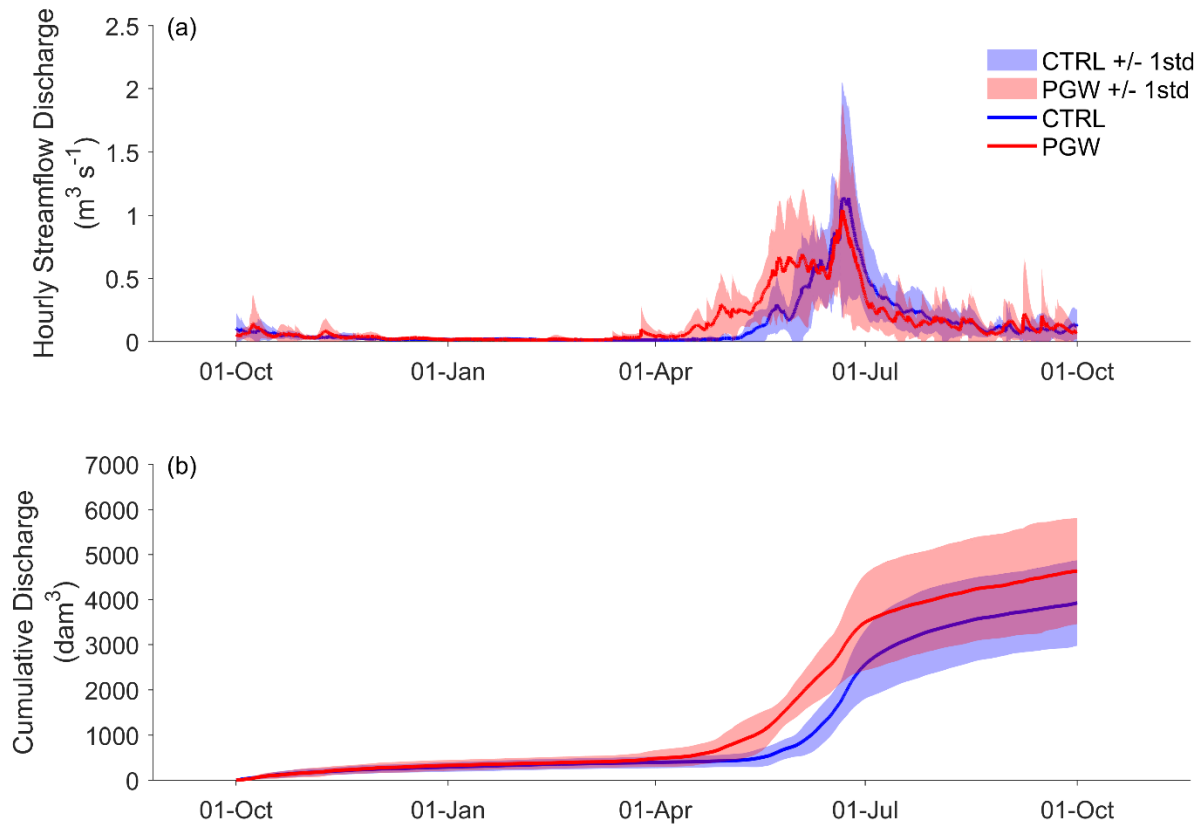 (a)
Hourly Streamflow Discharge
(m³ s⁻¹)
2.5
2
1.5
1
0.5
0
01-Oct
01-Jan
01-Apr
01-Jul
01-Oct
CTRL +/- 1std
PGW +/- 1std
CTRL
PGW
(b)
Cumulative Discharge
(dam³)
7000
6000
5000
4000
3000
2000
1000
0
01-Oct
01-Jan
01-Apr
01-Jul
01-Oct